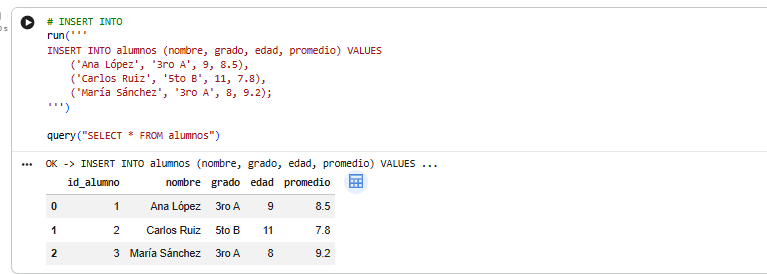 # INSERT INTO
run('''
INSERT INTO alumnos (nombre, grado, edad, promedio) VALUES
('Ana López', '3ro A', 9, 8.5),
('Carlos Ruiz', '5to B', 11, 7.8),
('María Sánchez', '3ro A', 8, 9.2);
''')
query("SELECT * FROM alumnos")
OK -> INSERT INTO alumnos (nombre, grado, edad, promedio) VALUES ...
id_alumno nombre grado edad promedio
0 1 Ana López 3ro A 9 8.5
1 2 Carlos Ruiz 5to B 11 7.8
2 3 María Sánchez 3ro A 8 9.2